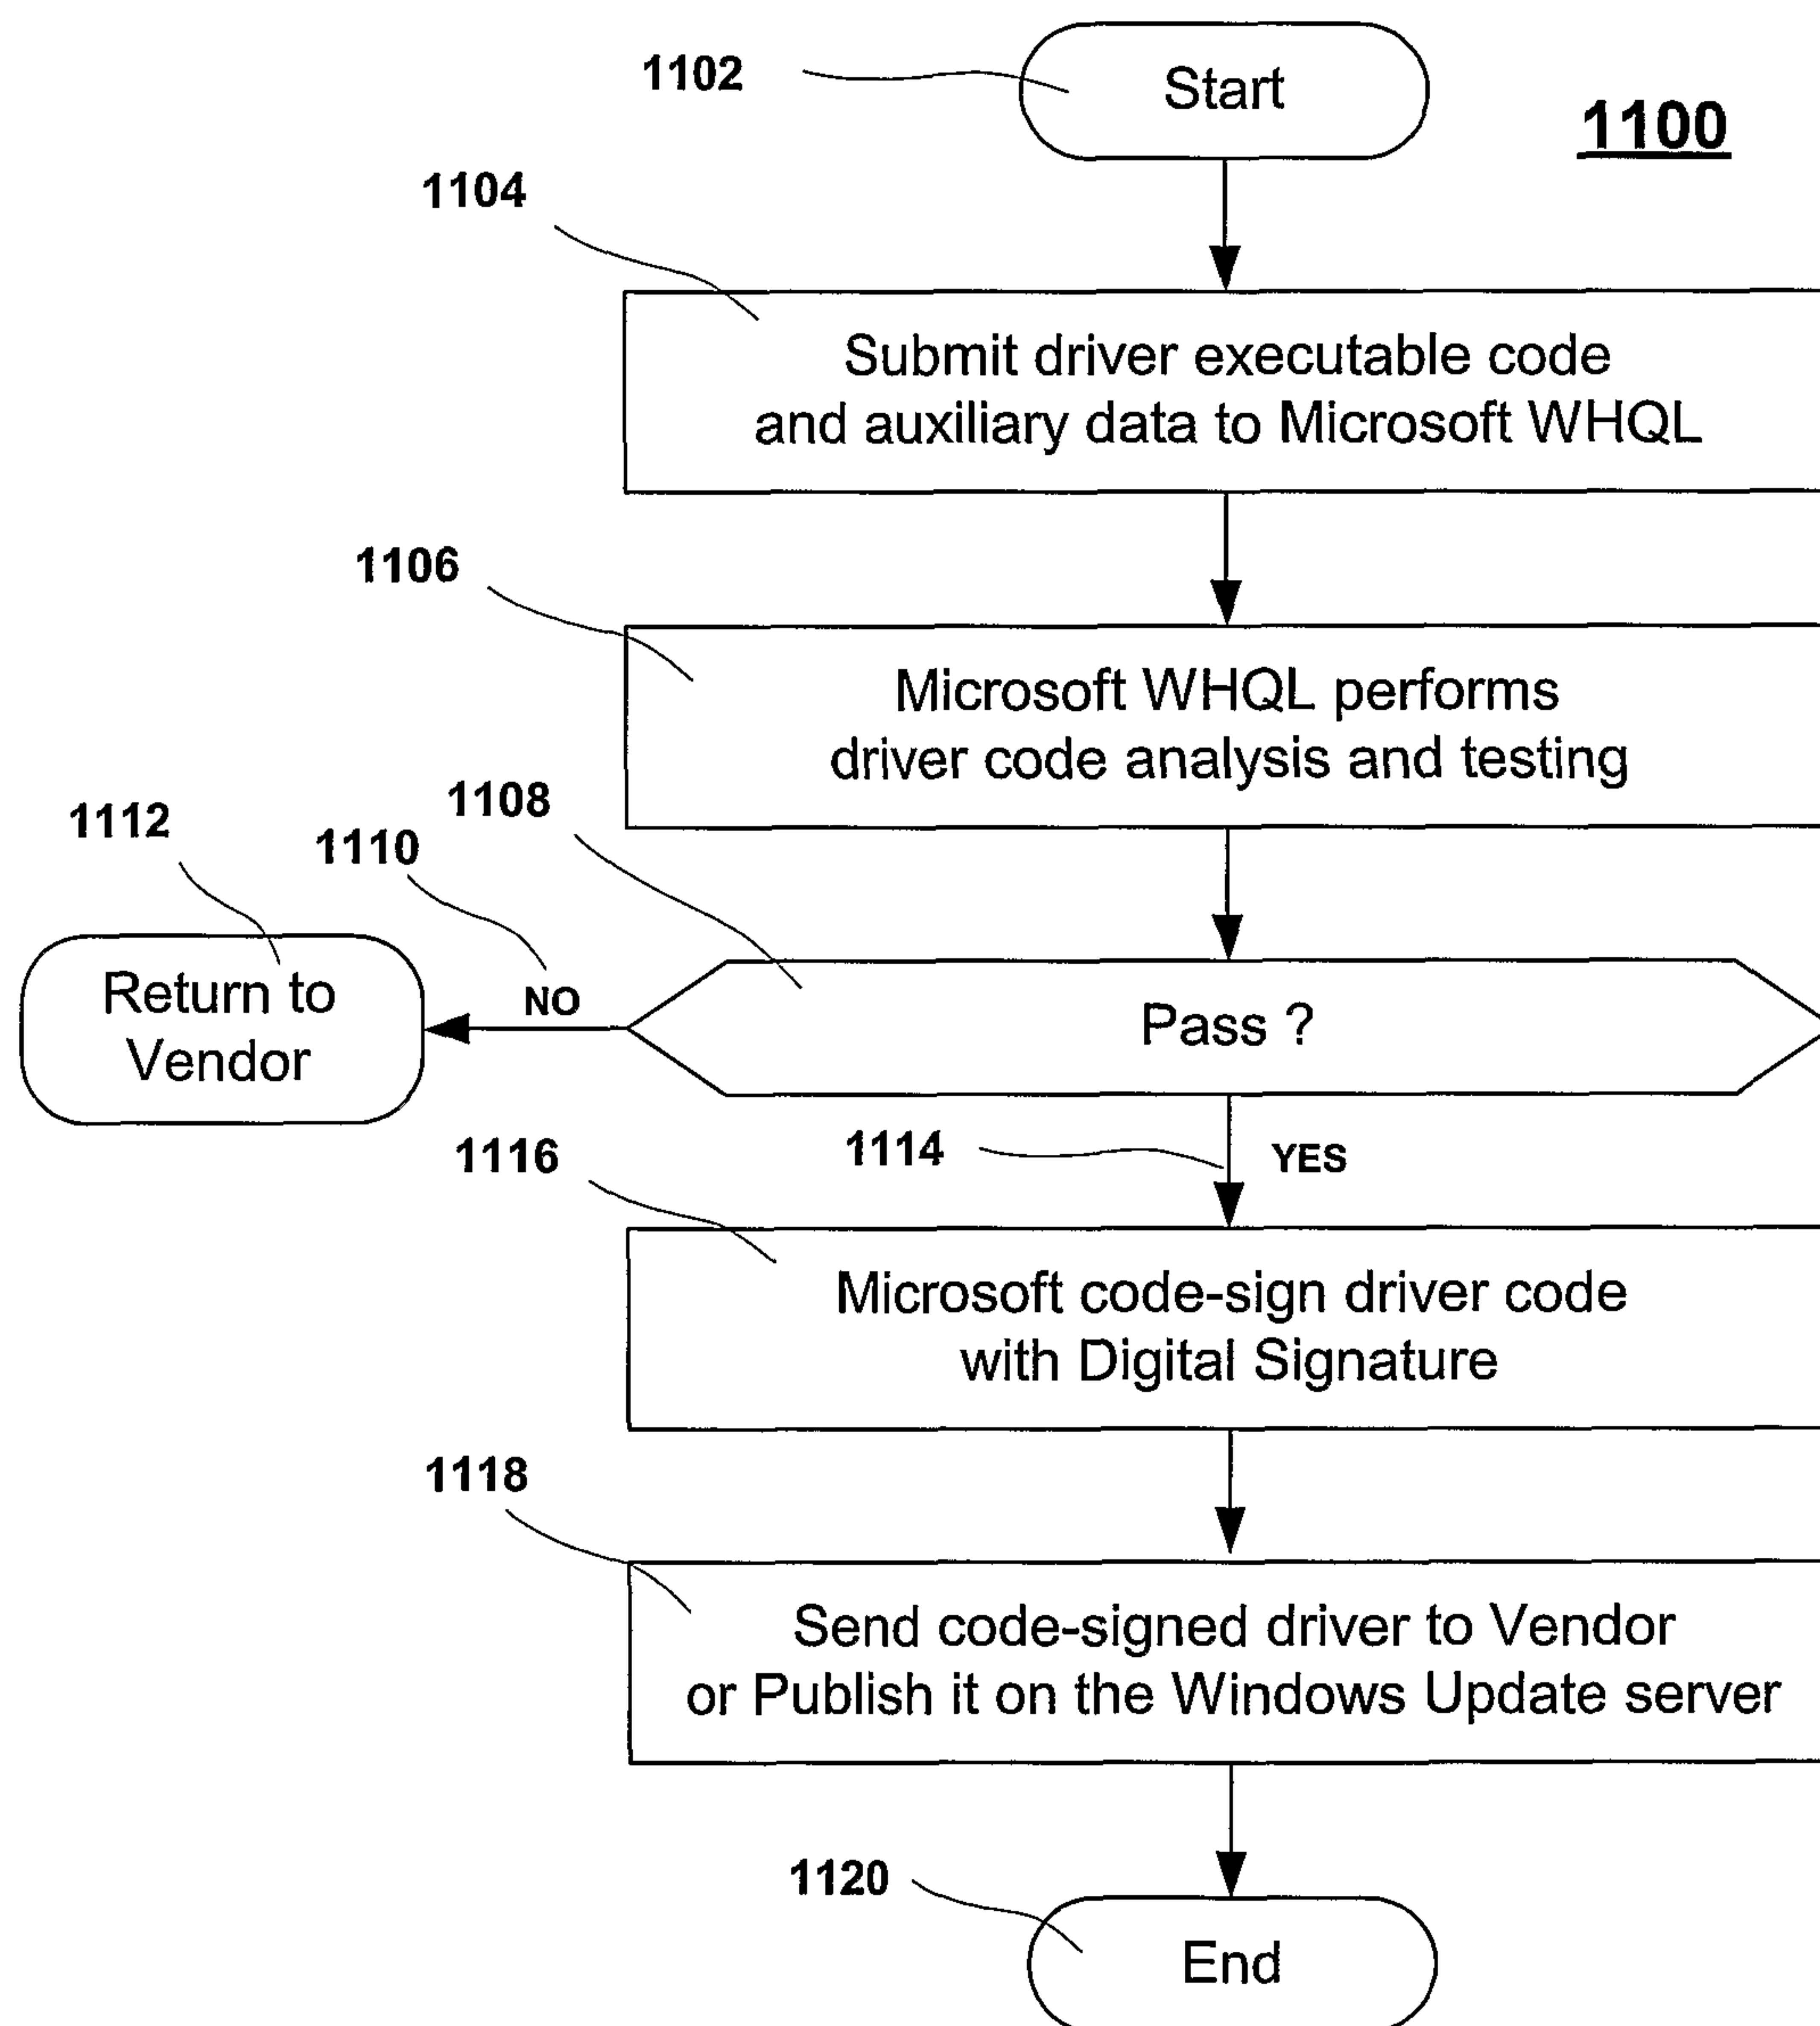 1102
Start
1100
1104
Submit driver executable code
and auxiliary data to Microsoft WHQL
1106
Microsoft WHQL performs
driver code analysis and testing
1108
1112
1110
Return to
Vendor
NO
Pass ?
1114
YES
1116
Microsoft code-sign driver code
with Digital Signature
1118
Send code-signed driver to Vendor
or Publish it on the Windows Update server
1120
End